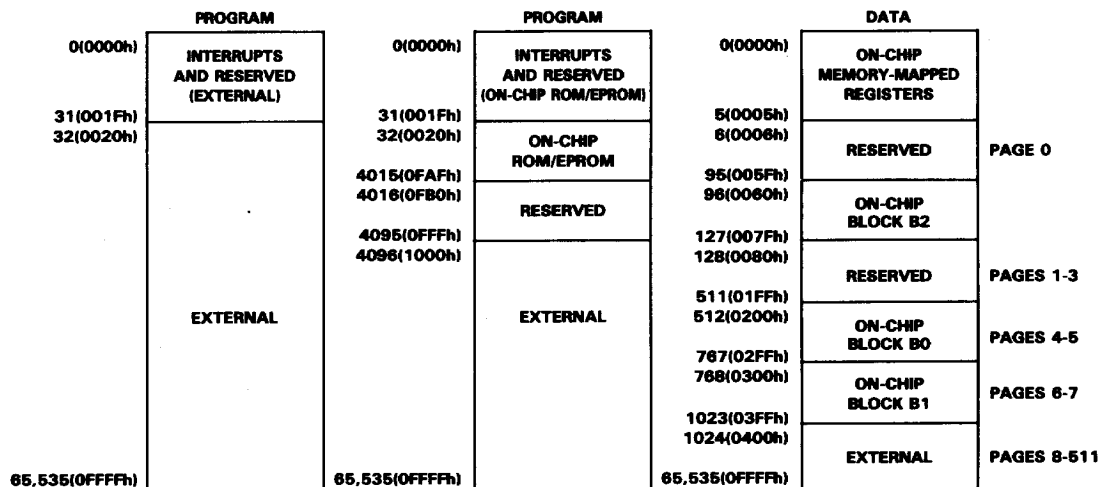 PROGRAM
0(0000h)
INTERRUPTS
AND RESERVED
(EXTERNAL)
31(001Fh)
32(0020h)
EXTERNAL
65,535(0FFFFh)
PROGRAM
0(0000h)
INTERRUPTS
AND RESERVED
(ON-CHIP ROM/EPROM)
31(001Fh)
32(0020h)
ON-CHIP
ROM/EPROM
4015(0FAFh)
4016(0FB0h)
RESERVED
4095(0FFFh)
4096(1000h)
EXTERNAL
65,535(0FFFFh)
DATA
0(0000h)
ON-CHIP
MEMORY-MAPPED
REGISTERS
5(0005h)
6(0006h)
RESERVED
PAGE 0
95(005Fh)
96(0060h)
ON-CHIP
BLOCK B2
127(007Fh)
128(0080h)
RESERVED
PAGES 1-3
511(01FFh)
512(0200h)
ON-CHIP
BLOCK B0
PAGES 4-5
767(02FFh)
768(0300h)
ON-CHIP
BLOCK B1
PAGES 6-7
1023(03FFh)
1024(0400h)
EXTERNAL
PAGES 8-511
65,535(0FFFFh)